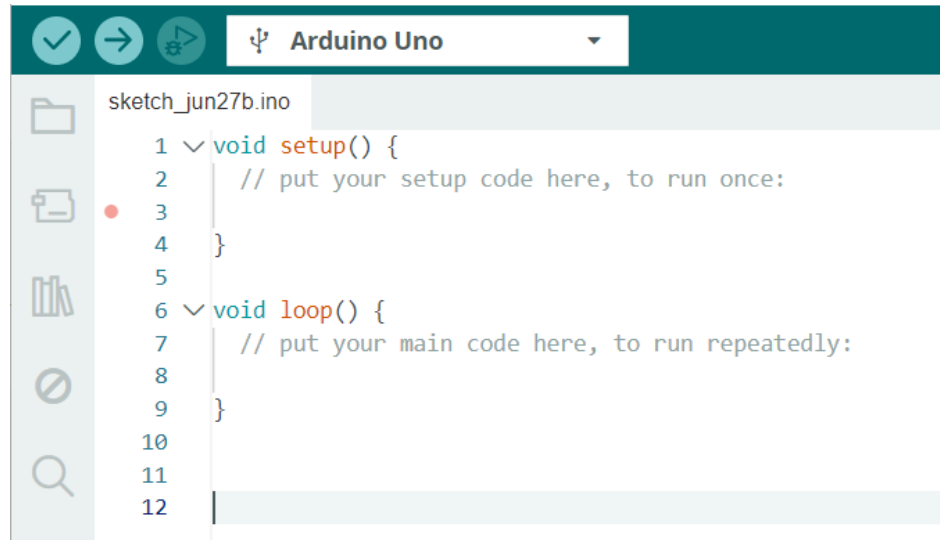 Arduino Uno
sketch_jun27b.ino
1 void setup() {
2 // put your setup code here, to run once:
3
4 }
5
6 void loop() {
7 // put your main code here, to run repeatedly:
8
9 }
10
11
12